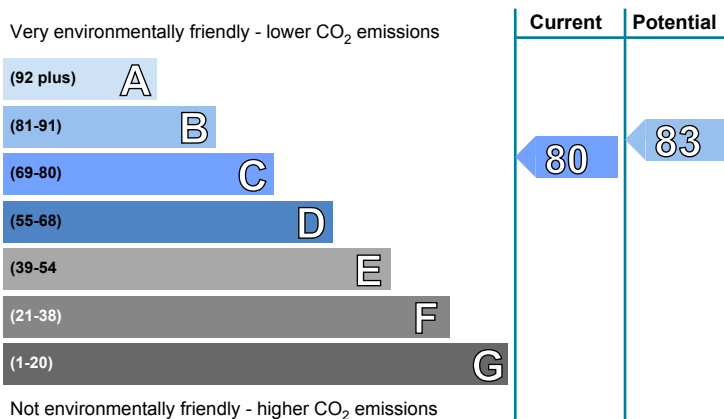 Current Potential
Very environmentally friendly - lower CO2 emissions
(92 plus) A
(81-91) B
83
(69-80) C
80
(55-68) D
(39-54 E
(21-38) F
(1-20) G
Not environmentally friendly - higher CO2 emissions